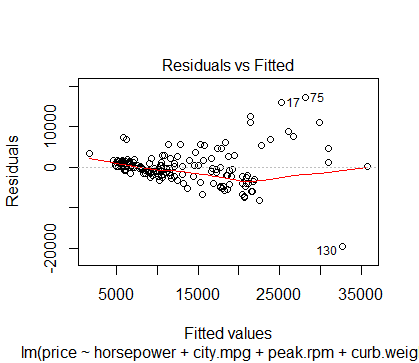 Residuals vs Fitted
Residuals
10000
0
-20000
17
75
130
5000
15000
25000
35000
Fitted values
lm(price ~ horsepower + city.mpg + peak.rpm + curb.weig